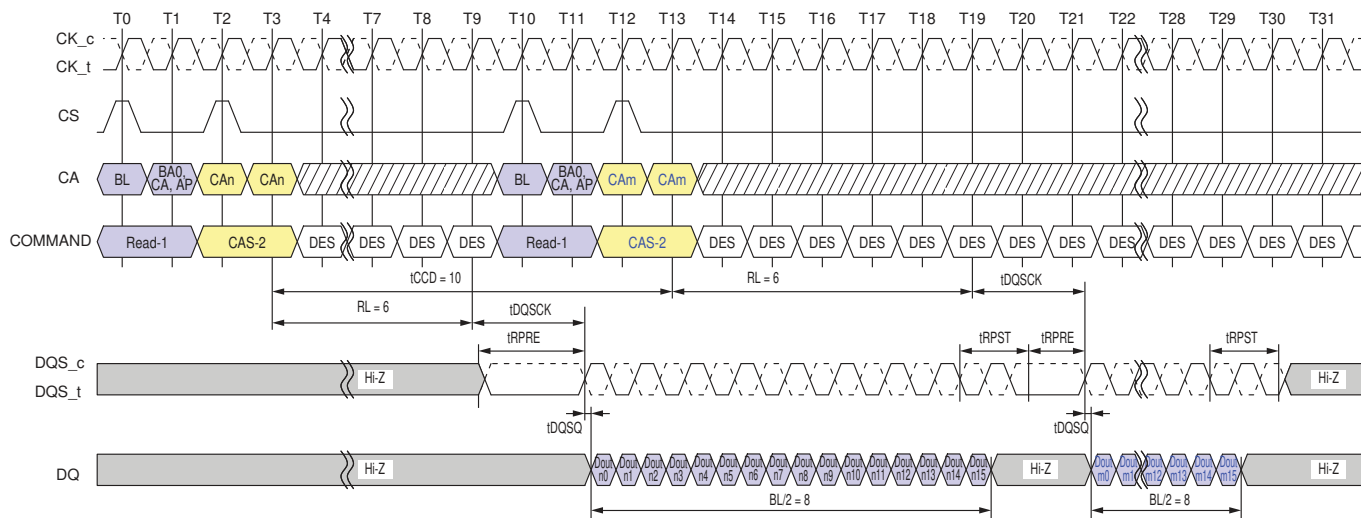 T0 T1 T2 T3 T4 T7 T8 T9 T10 T11 T12 T13 T14 T15 T16 T17 T18 T19 T20 T21 T22 T28 T29 T30 T31
CK_c
CK_t
CS
CA BL BA0, CA, AP CAn CAn BL BA0, CA, AP CAm CAm
COMMAND Read-1 CAS-2 DES DES DES DES Read-1 CAS-2 DES DES DES DES DES DES DES DES DES DES DES DES DES
tCCD = 10 RL = 6 tDQSCK
RL = 6 tDQSCK
tRPRE tRPST tRPRE tRPST
DQS_c
DQS_t
Hi-Z Hi-Z
tDQSQ tDQSQ
DQ Hi-Z Dout n0 Dout n1 Dout n2 Dout n3 Dout n4 Dout n5 Dout n6 Dout n7 Dout n8 Dout n9 Dout n10 Dout n11 Dout n12 Dout n13 Dout n14 Dout n15 Hi-Z Dout m0 Dout m1 Dout m12 Dout m13 Dout m14 Dout m15 Hi-Z
BL/2 = 8 BL/2 = 8